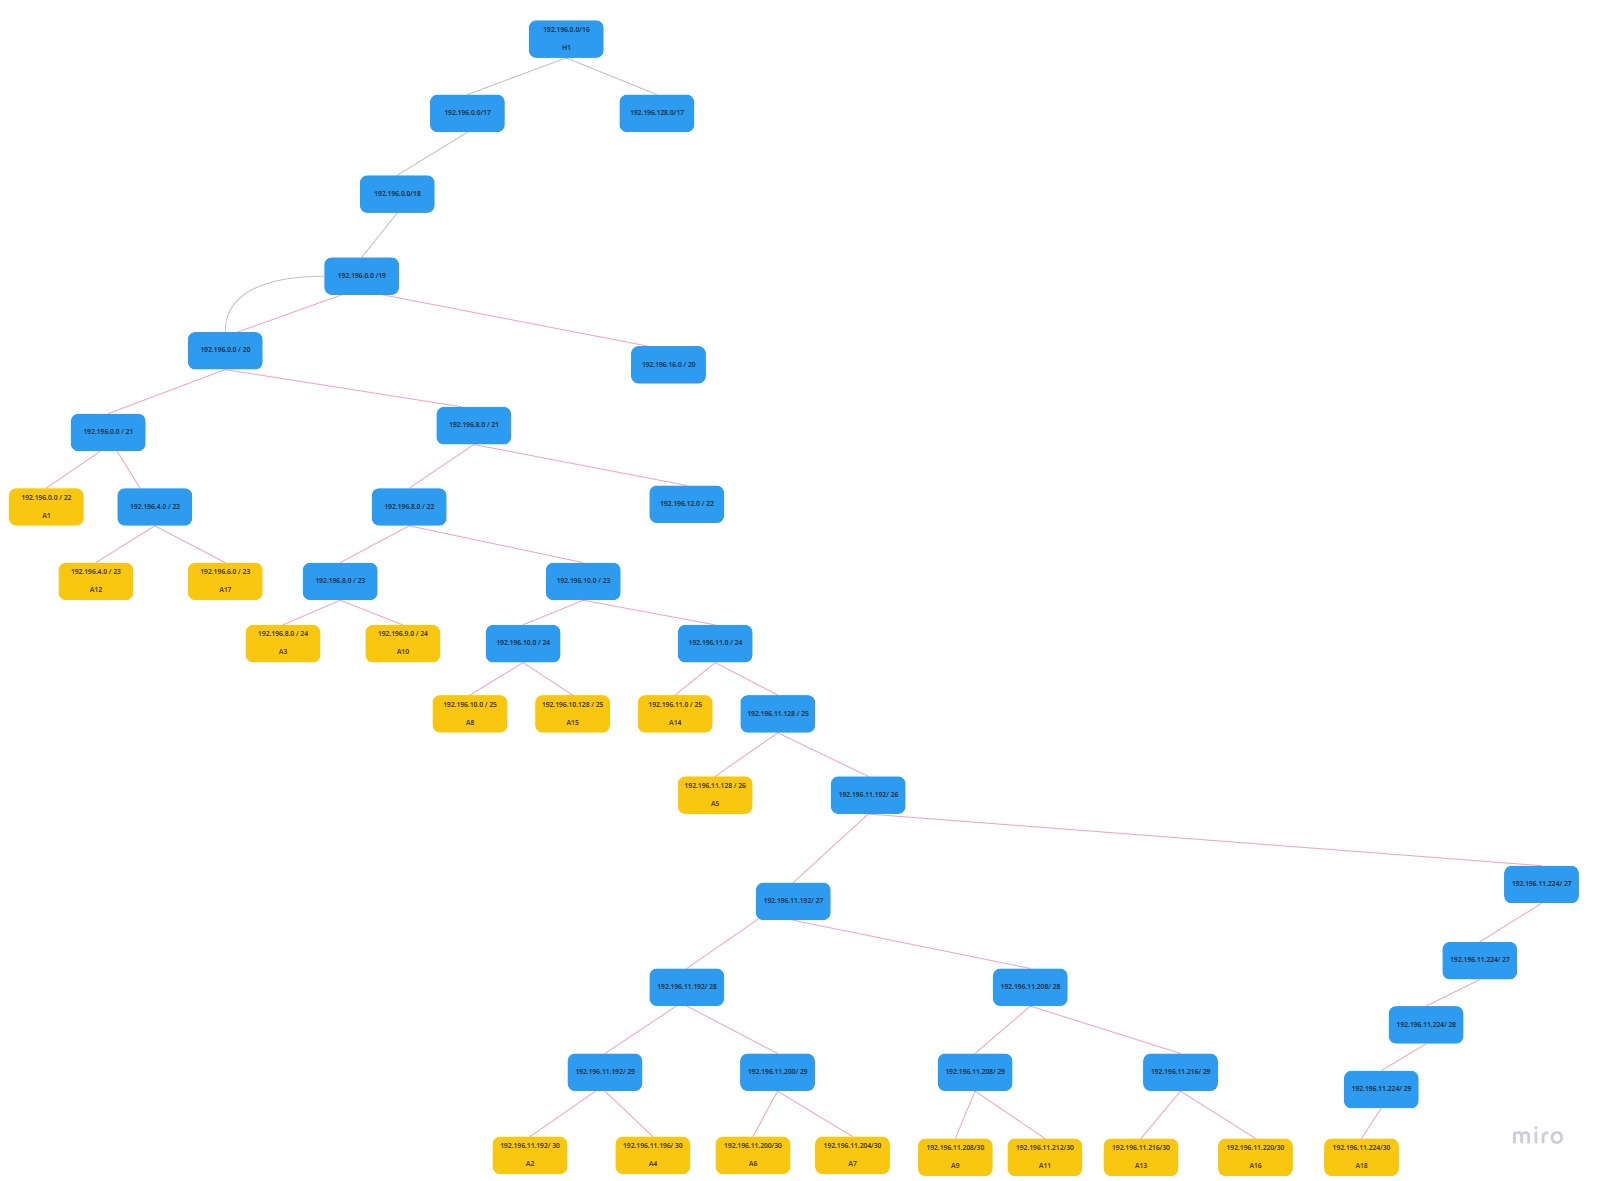 192.196.0.0/16
H1
192.196.0.0/17
192.196.128.0/17
192.196.0.0/18
192.196.0.0 /19
192.196.0.0 / 20
192.196.16.0 / 20
192.196.0.0 / 21
192.196.8.0 / 21
192.196.0.0 / 22
A1
192.196.4.0 / 22
192.196.8.0 / 22
192.196.12.0 / 22
192.196.4.0 / 23
A12
192.196.6.0 / 23
A17
192.196.8.0 / 23
192.196.10.0 / 23
192.196.8.0 / 24
A3
192.196.9.0 / 24
A10
192.196.10.0 / 24
192.196.11.0 / 24
192.196.10.0 / 25
A8
192.196.10.128 / 25
A15
192.196.11.0 / 25
A14
192.196.11.128 / 25
192.196.11.128 / 26
A5
192.196.11.192/ 26
192.196.11.192/ 27
192.196.11.224/ 27
192.196.11.224/ 27
192.196.11.192/ 28
192.196.11.208/ 28
192.196.11.224/ 28
192.196.11.192/ 29
192.196.11.200/ 29
192.196.11.208/ 29
192.196.11.216/ 29
192.196.11.224/ 29
192.196.11.192/ 30
A2
192.196.11.196/ 30
A4
192.196.11.200/30
A6
192.196.11.204/30
A7
192.196.11.208/30
A9
192.196.11.212/30
A11
192.196.11.216/30
A13
192.196.11.220/30
A16
192.196.11.224/30
A18
miro